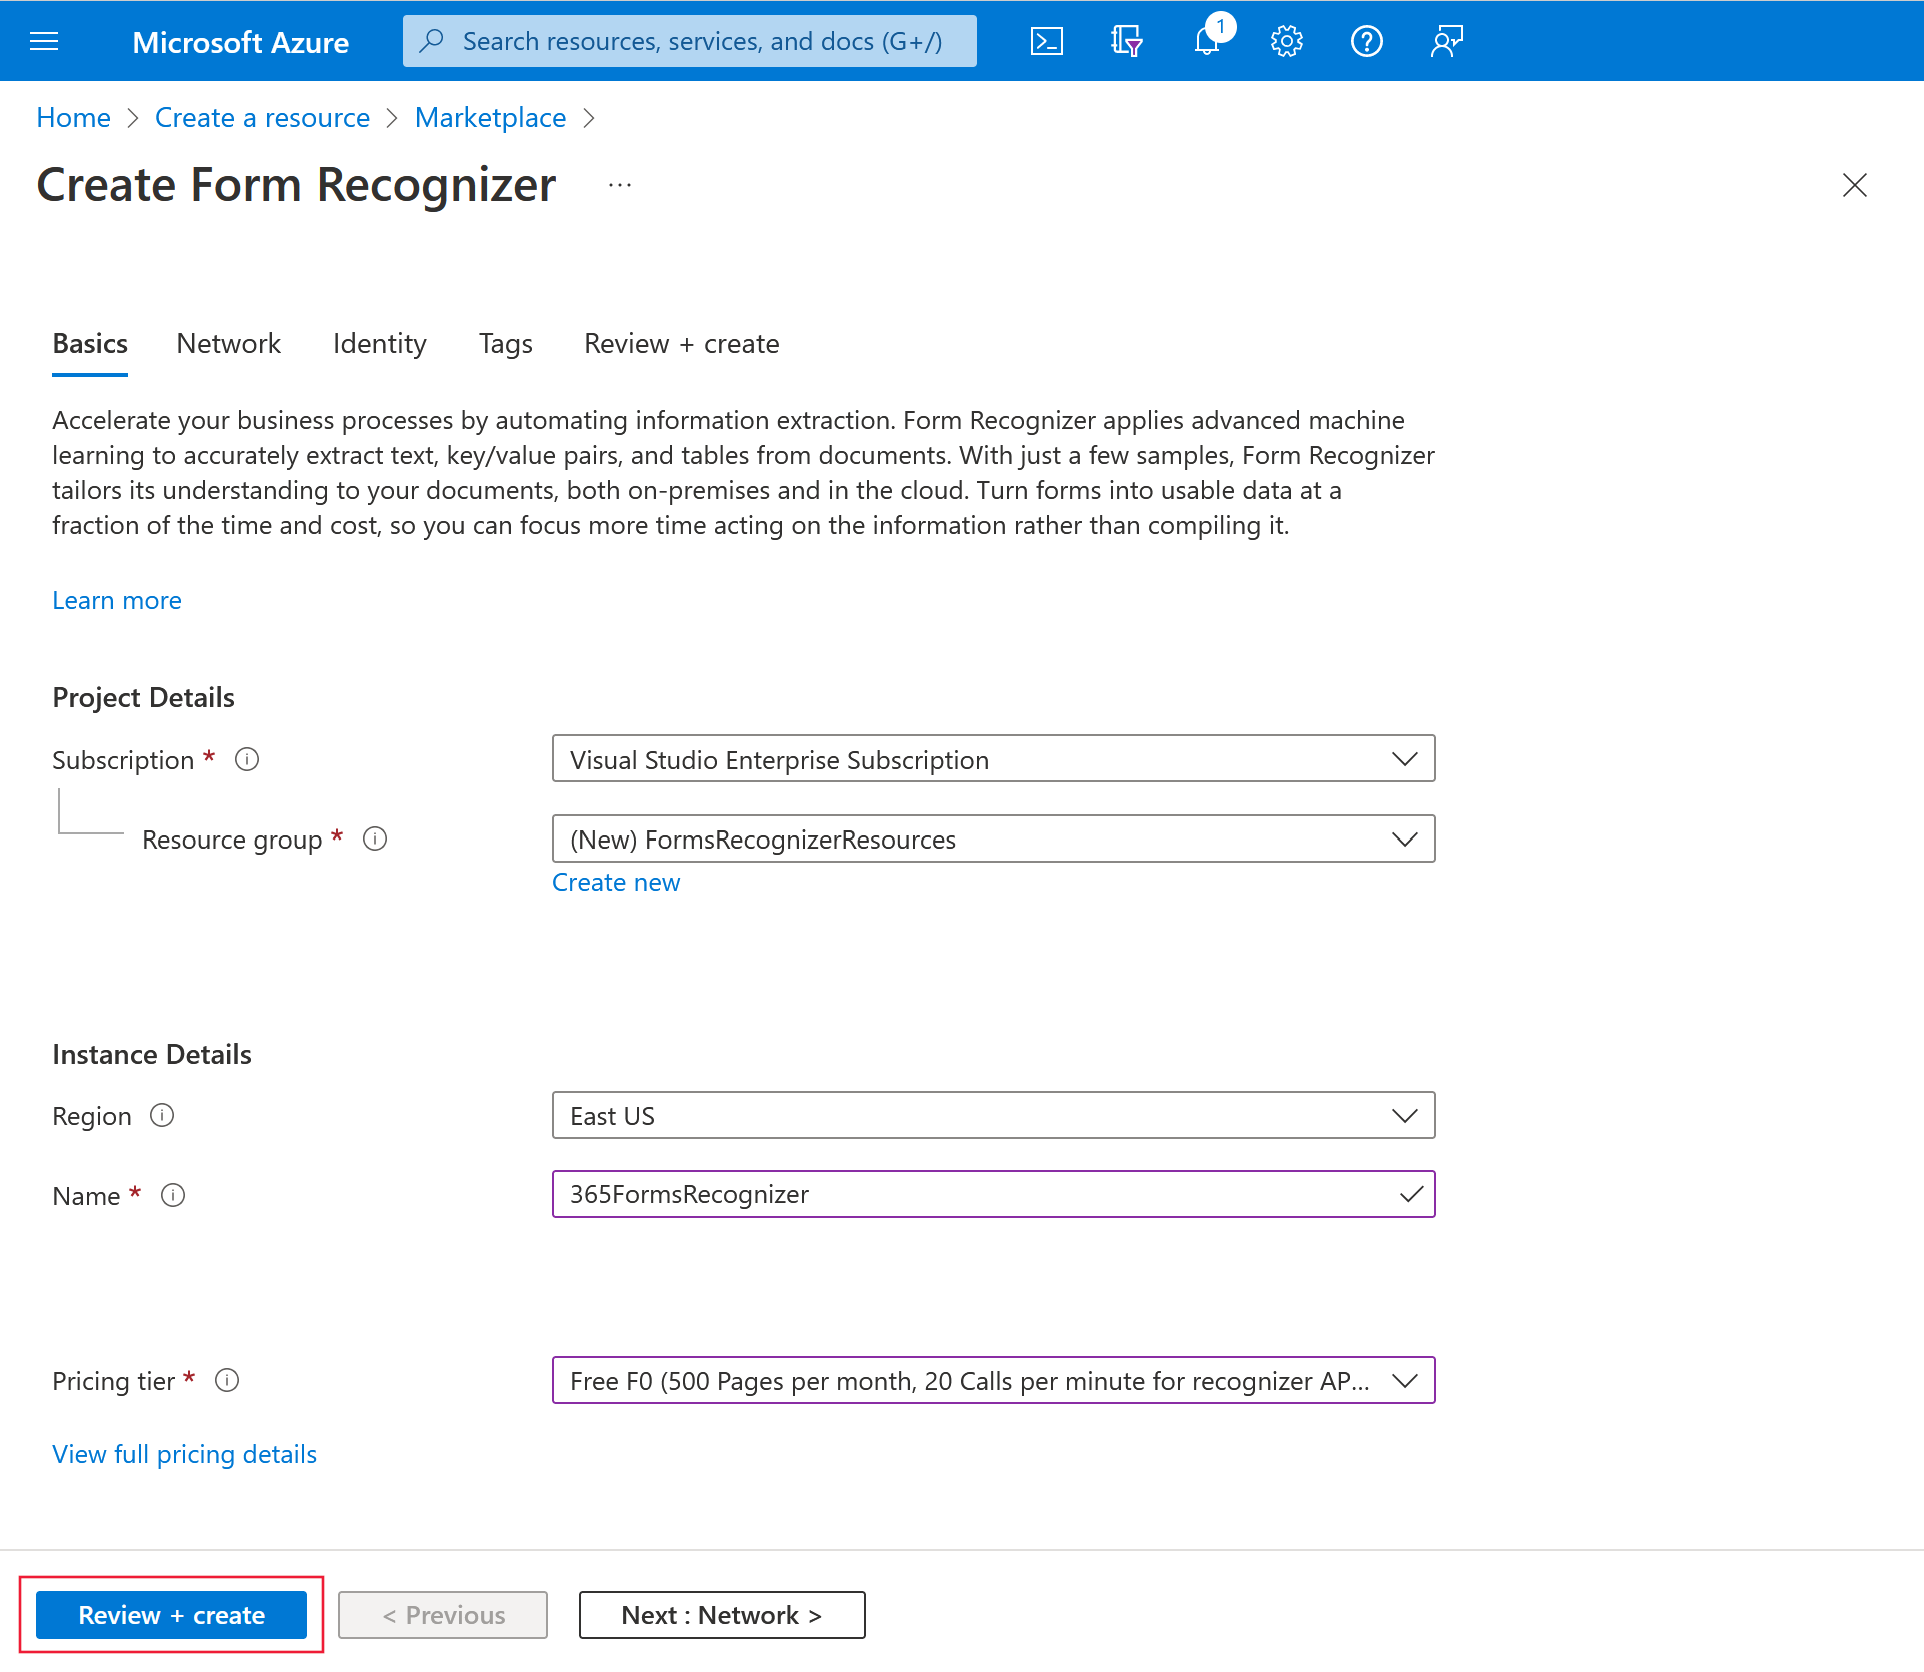 Microsoft Azure
Search resources, services, and docs (G+/)
1
Home > Create a resource > Marketplace >
Create Form Recognizer ...
Basics Network Identity Tags Review + create
Accelerate your business processes by automating information extraction. Form Recognizer applies advanced machine
learning to accurately extract text, key/value pairs, and tables from documents. With just a few samples, Form Recognizer
tailors its understanding to your documents, both on-premises and in the cloud. Turn forms into usable data at a
fraction of the time and cost, so you can focus more time acting on the information rather than compiling it.
Learn more
Project Details
Subscription * Visual Studio Enterprise Subscription
Resource group * (New) FormsRecognizerResources
Create new
Instance Details
Region East US
Name * 365FormsRecognizer
Pricing tier * Free F0 (500 Pages per month, 20 Calls per minute for recognizer AP...
View full pricing details
Review + create < Previous Next : Network >